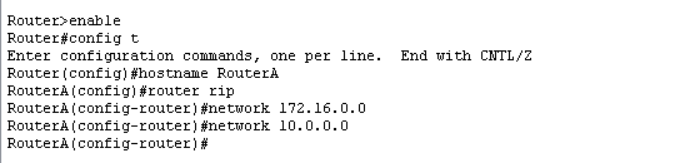 Router>enable
Router#config t
Enter configuration commands, one per line.  End with CNTL/Z
Router(config)#hostname RouterA
RouterA(config)#router rip
RouterA(config-router)#network 172.16.0.0
RouterA(config-router)#network 10.0.0.0
RouterA(config-router)#